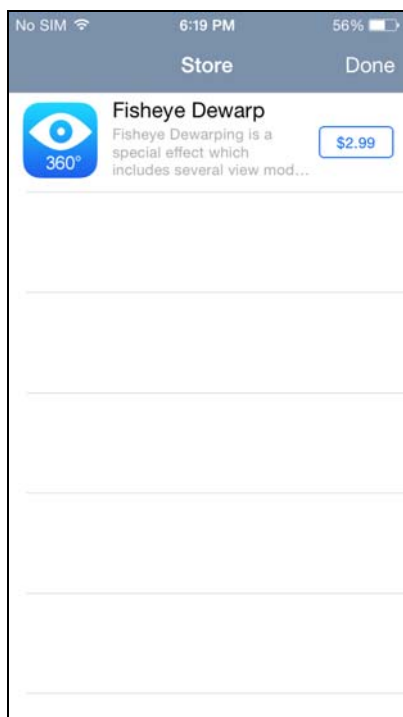 No SIM 6:19 PM 56%
Store Done
Fisheye Dewarp
Fisheye Dewarping is a
special effect which
includes several view mod...
$2.99
360°